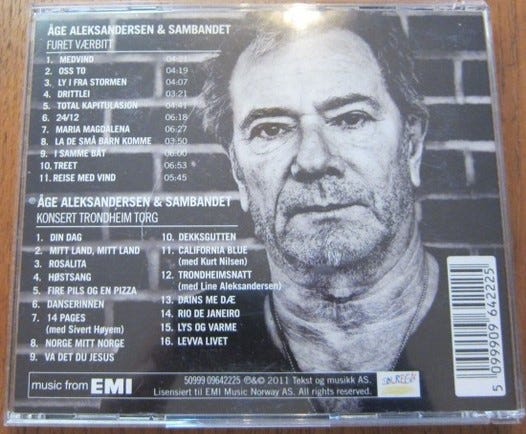 ÅGE ALEKSANDERSEN & SAMBANDET
FURET VÆRBITT
1. MEDVIND 04:21
2. OSS TO 04:19
3. LY I FRA STORMEN 04:07
4. DRITTLEI 03:21
5. TOTAL KAPITULASJON 04:41
6. 24/12 06:18
7. MARIA MAGDALENA 06:27
8. LA DE SMÅ BARN KOMME 03:50
9. I SAMME BÅT 06:00
10. TREET 06:53
11. REISE MED VIND 05:45
ÅGE ALEKSANDERSEN & SAMBANDET
KONSERT TRONDHEIM TORG
1. DIN DAG
2. MITT LAND, MITT LAND
3. ROSALITA
4. HØSTSANG
5. FIRE PILS OG EN PIZZA
6. DANSERINNEN
7. 14 PAGES
(med Sivert Høyem)
8. NORGE MITT NORGE
9. VA DET DU JESUS
10. DEKKSGUTTEN
11. CALIFORNIA BLUE
(med Kurt Nilsen)
12. TRONDHEIMSNATT
(med Line Aleksandersen)
13. DAINS ME DÆ
14. RIO DE JANEIRO
15. LYS OG VARME
16. LEVVA LIVET
music from EMI
50999 09642225 ℗&© 2011 Tekst og musikk AS.
Lisensiert til EMI Music Norway AS. All rights reserved.
5 099909 642225